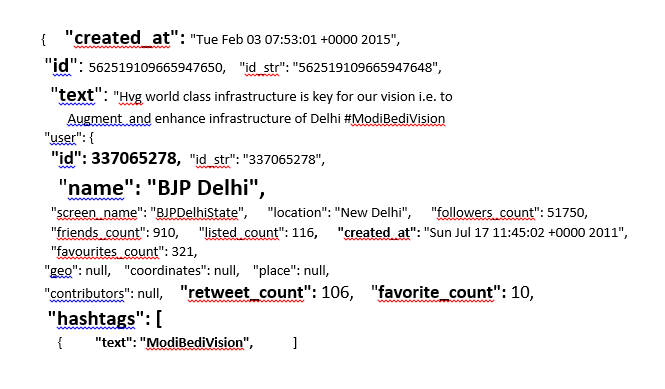 { "created_at": "Tue Feb 03 07:53:01 +0000 2015",
"id": 562519109665947650, "id_str": "562519109665947648",
"text": "Hvg world class infrastructure is key for our vision i.e. to
Augment and enhance infrastructure of Delhi #ModiBediVision
"user": {
"id": 337065278, "id_str": "337065278",
"name": "BJP Delhi",
"screen_name": "BJPDelhiState", "location": "New Delhi", "followers_count": 51750,
"friends_count": 910, "listed_count": 116, "created_at": "Sun Jul 17 11:45:02 +0000 2011",
"favourites_count": 321,
"geo": null, "coordinates": null, "place": null,
"contributors": null, "retweet_count": 106, "favorite_count": 10,
"hashtags": [
{ "text": "ModiBediVision", ]